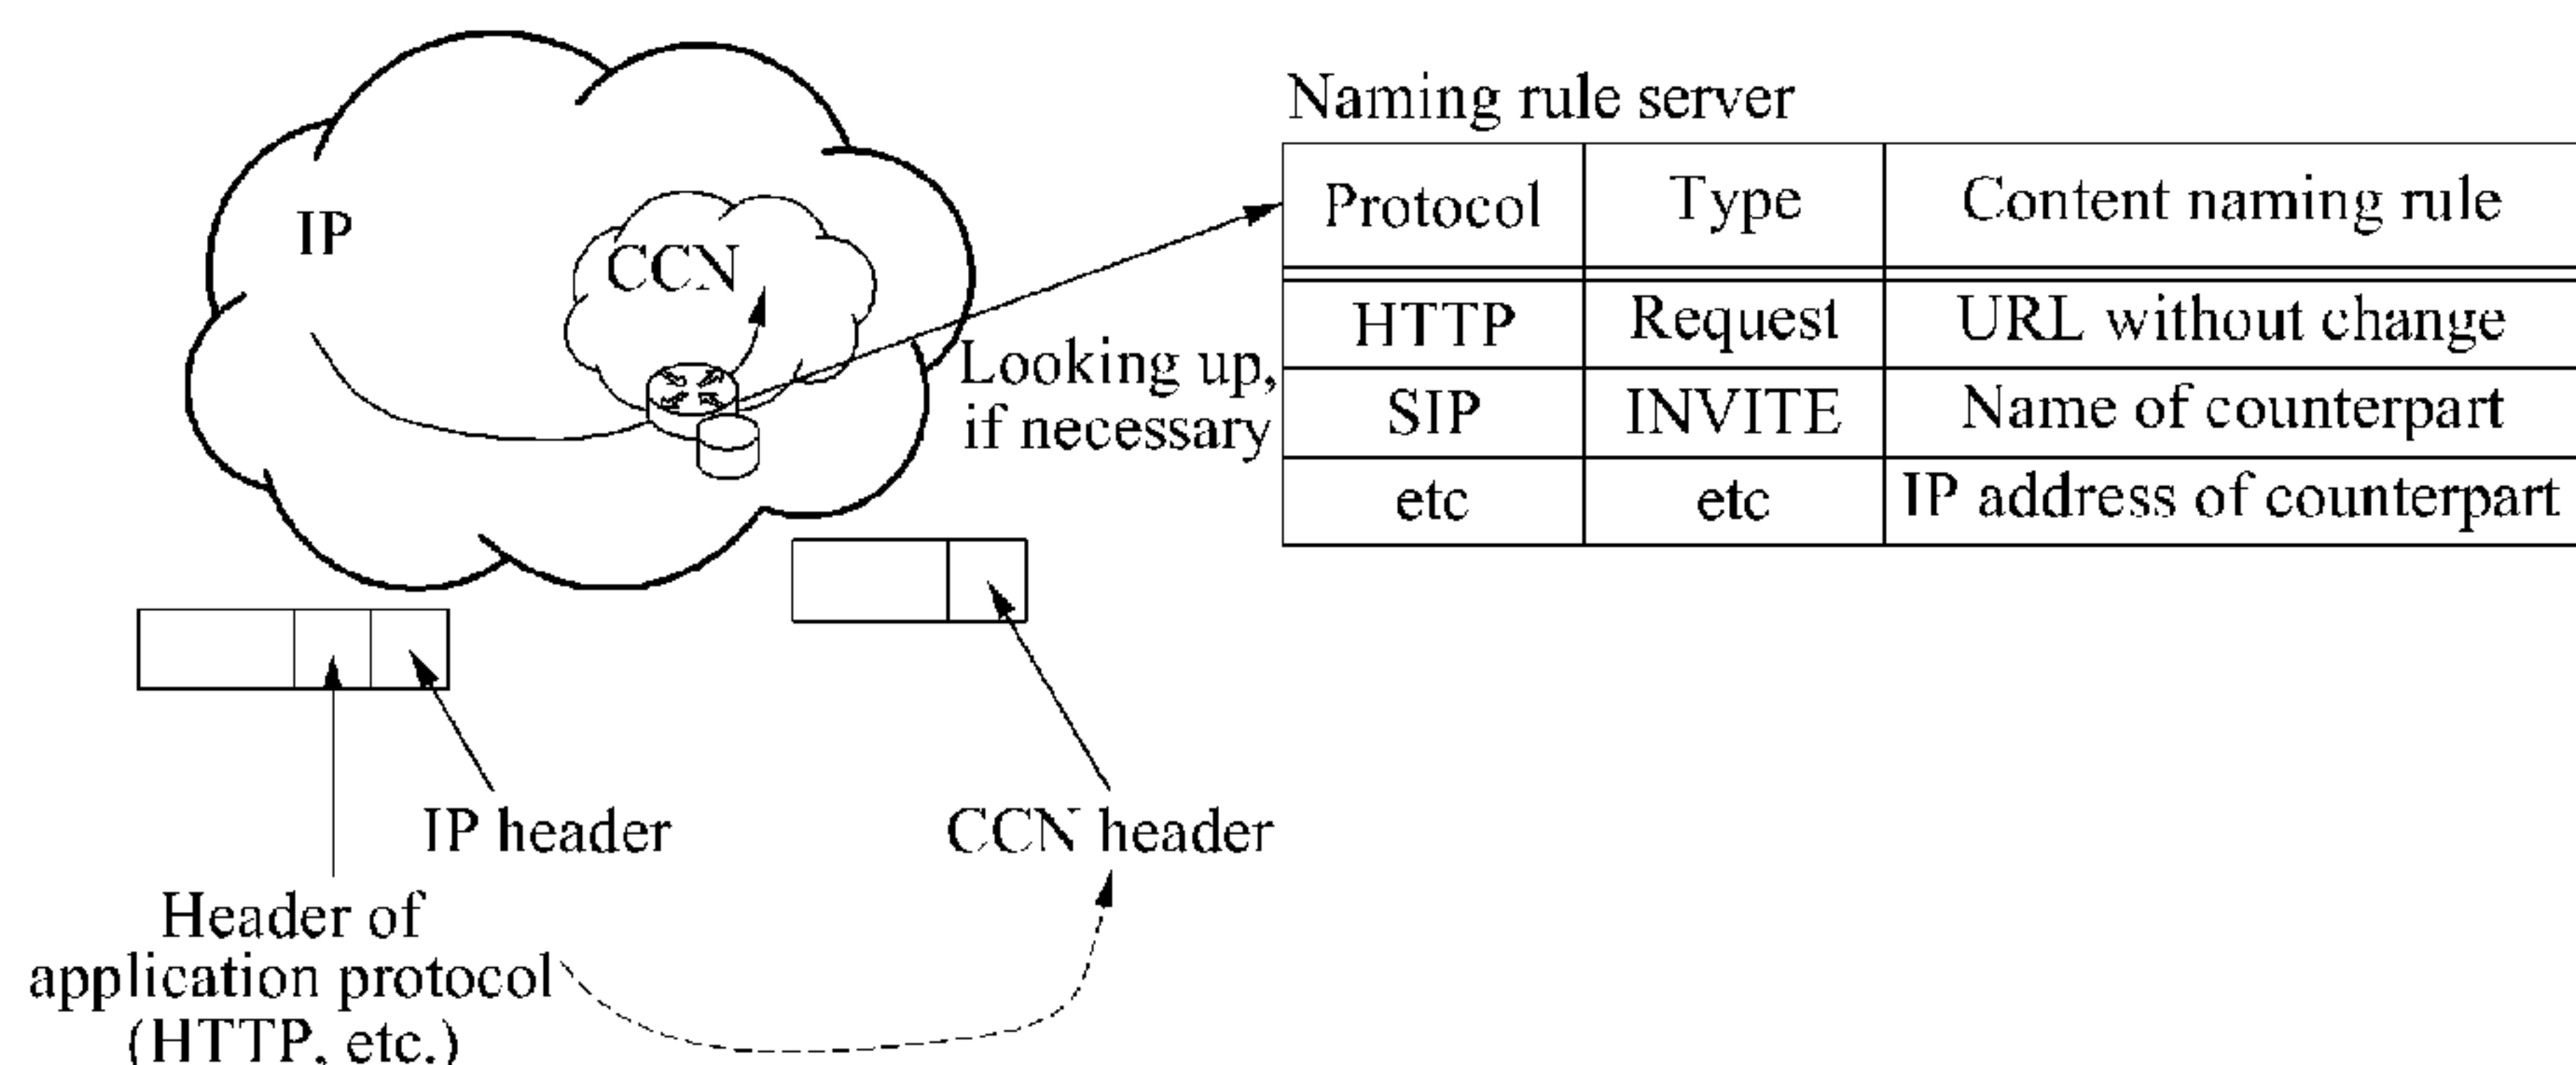 Naming rule server
Protocol Type Content naming rule
HTTP Request URL without change
SIP INVITE Name of counterpart
etc etc IP address of counterpart
IP
CCN
Looking up,
if necessary
IP header
CCN header
Header of
application protocol
(HTTP, etc.)